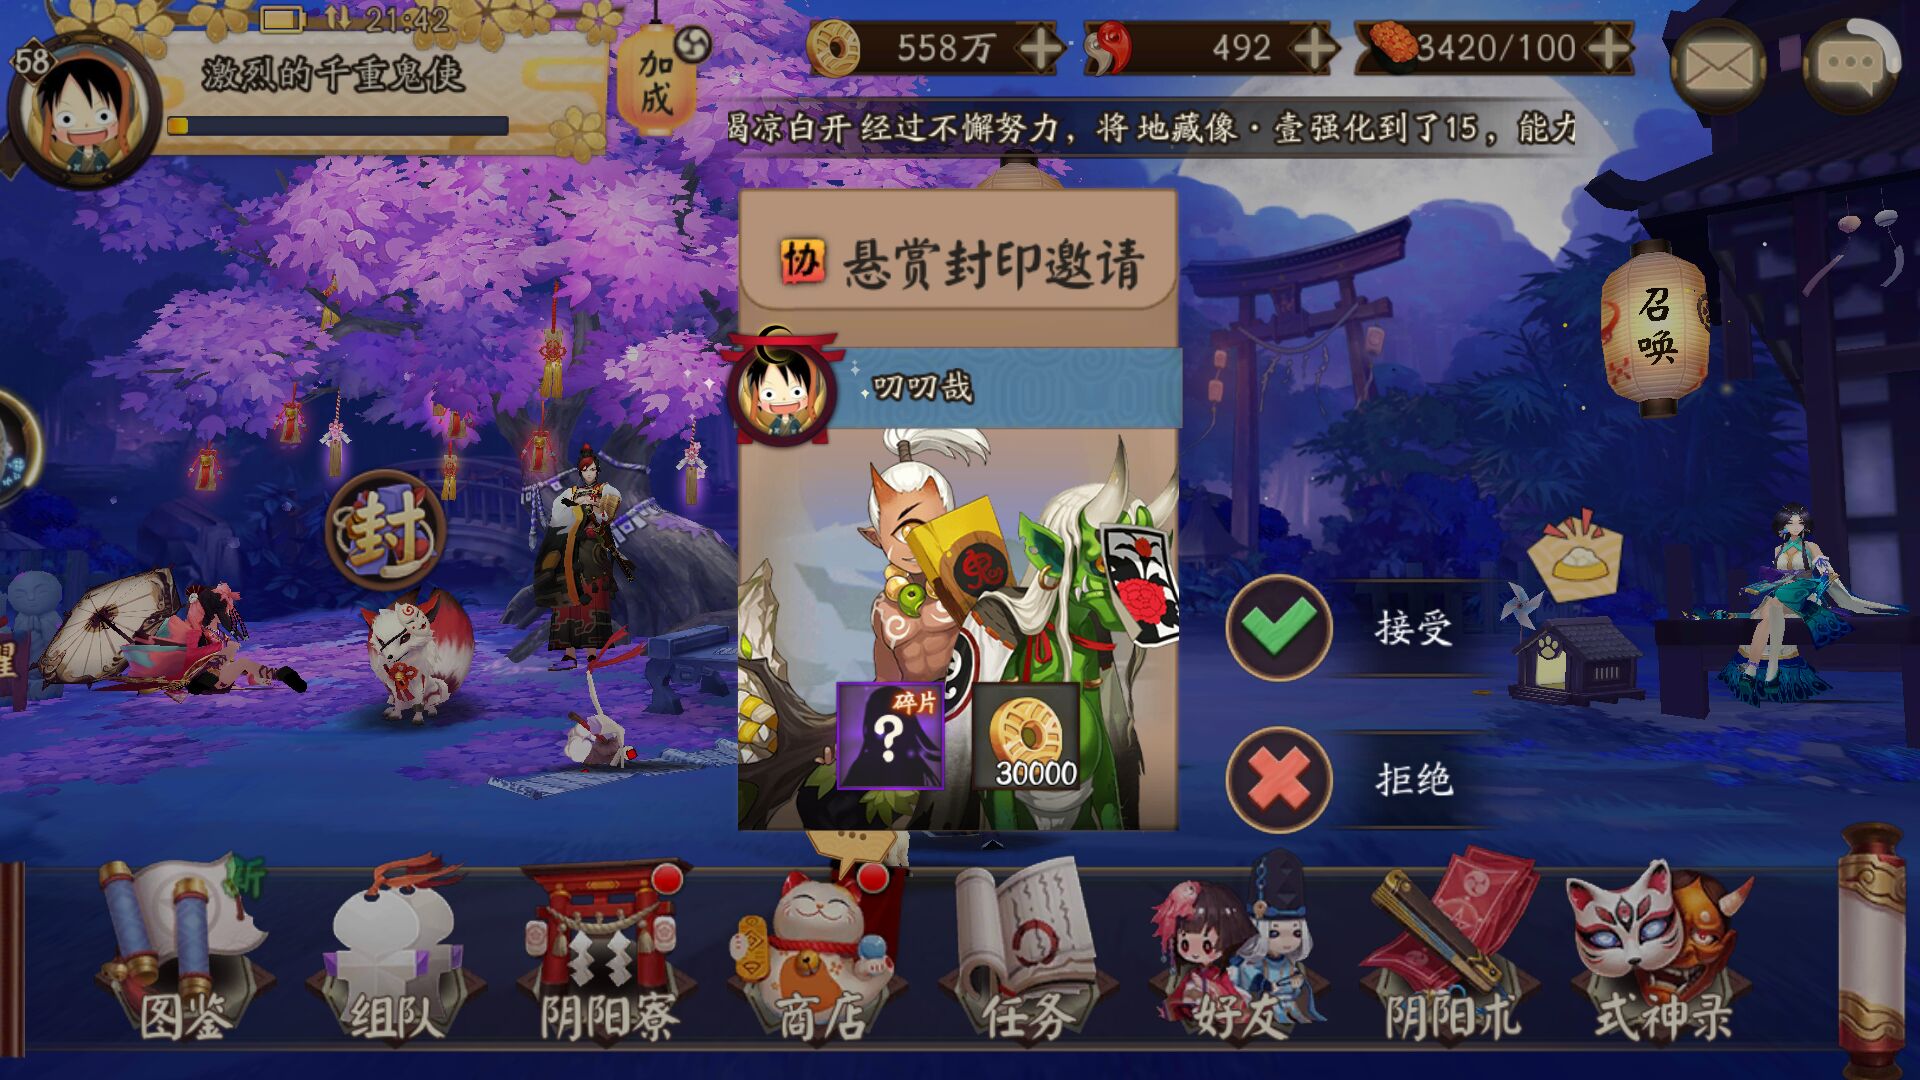 21:42
58
激烈的千重鬼使
加成
558万
492
3420/100
喝凉白开经过不懈努力，将地藏像·壹强化到了15，能力
协 悬赏封印邀请
叨叨哉
召唤
封
鬼
碎片
?
30000
接受
拒绝
新
图鉴
组队
阴阳寮
商店
任务
好友
阴阳术
式神录